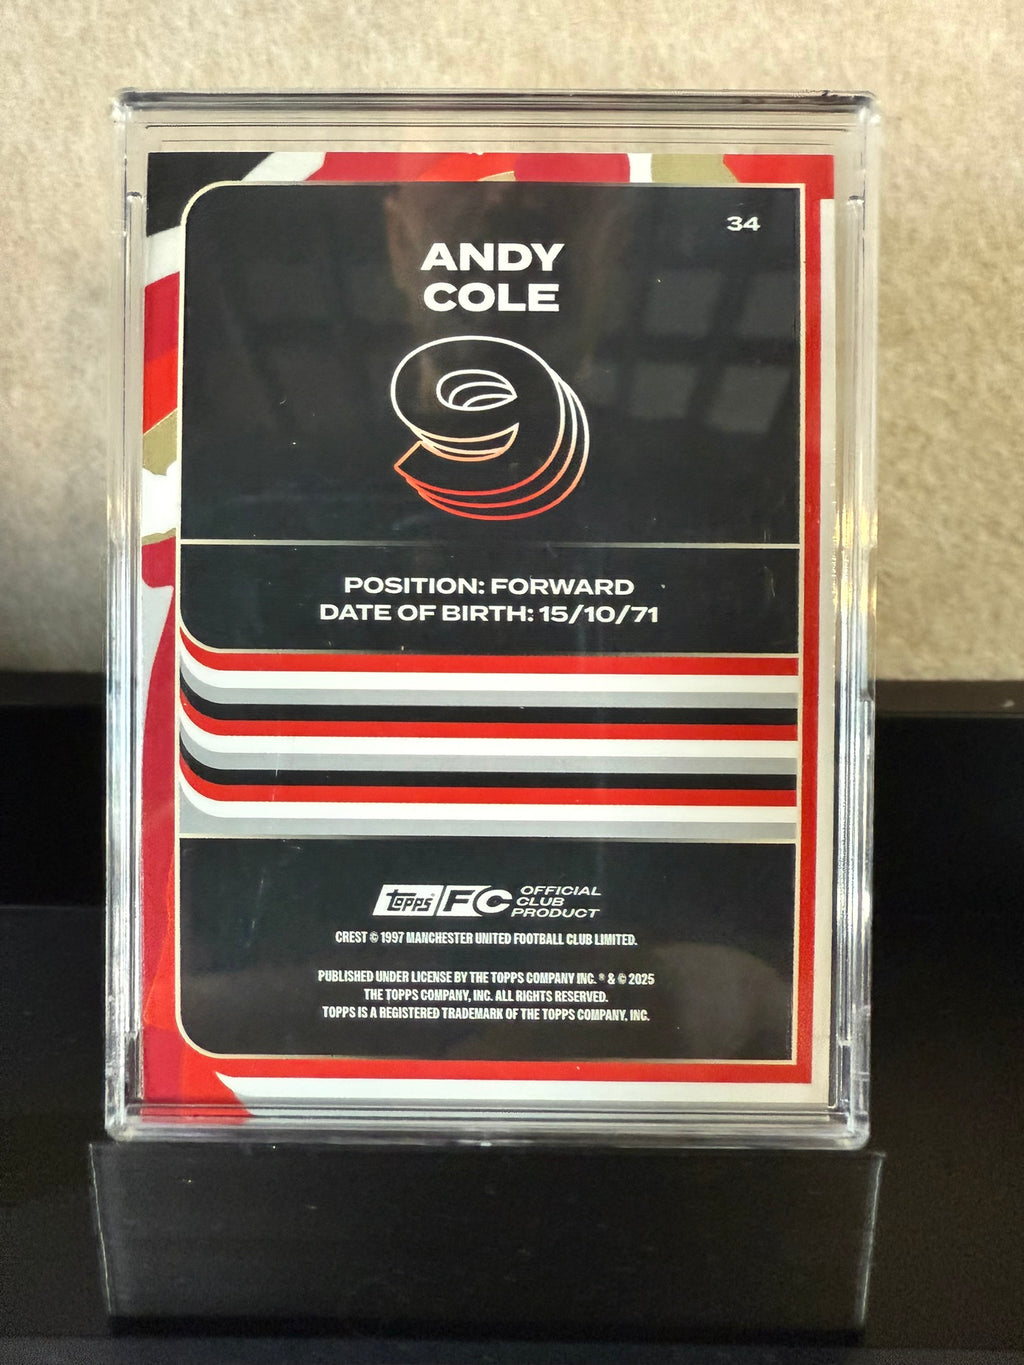 34
ANDY
COLE
9
POSITION: FORWARD
DATE OF BIRTH: 15/10/71
topps FC OFFICIAL
CLUB
PRODUCT
CREST © 1997 MANCHESTER UNITED FOOTBALL CLUB LIMITED.
PUBLISHED UNDER LICENSE BY THE TOPPS COMPANY INC. ® & © 2025
THE TOPPS COMPANY, INC. ALL RIGHTS RESERVED.
TOPPS IS A REGISTERED TRADEMARK OF THE TOPPS COMPANY, INC.